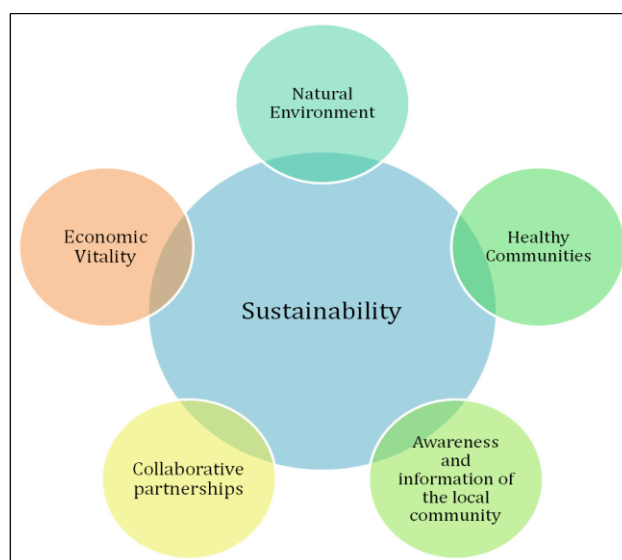 Natural
Environment
Economic
Vitality
Healthy
Communities
Sustainability
Collaborative
partnerships
Awareness
and
information of
the local
community